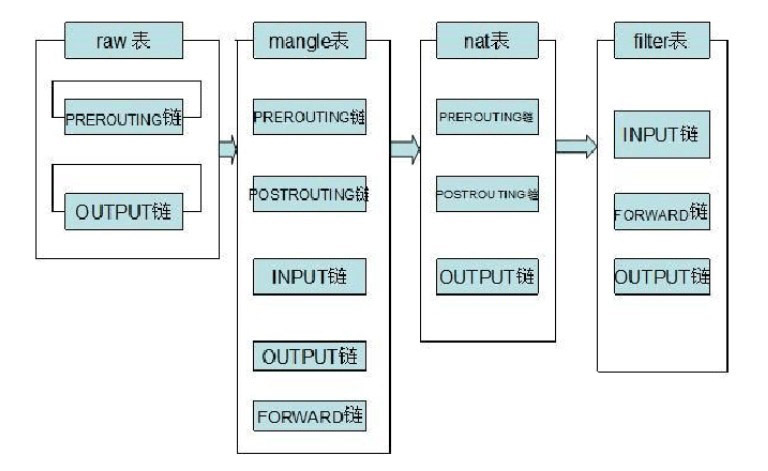 raw 表
PREROUTING链
OUTPUT链
mangle表
PREROUTING链
POSTROUTING链
INPUT链
OUTPUT链
FORWARD链
nat表
PREROUTING链
POSTROUTING链
OUTPUT链
filter表
INPUT链
FORWARD链
OUTPUT链